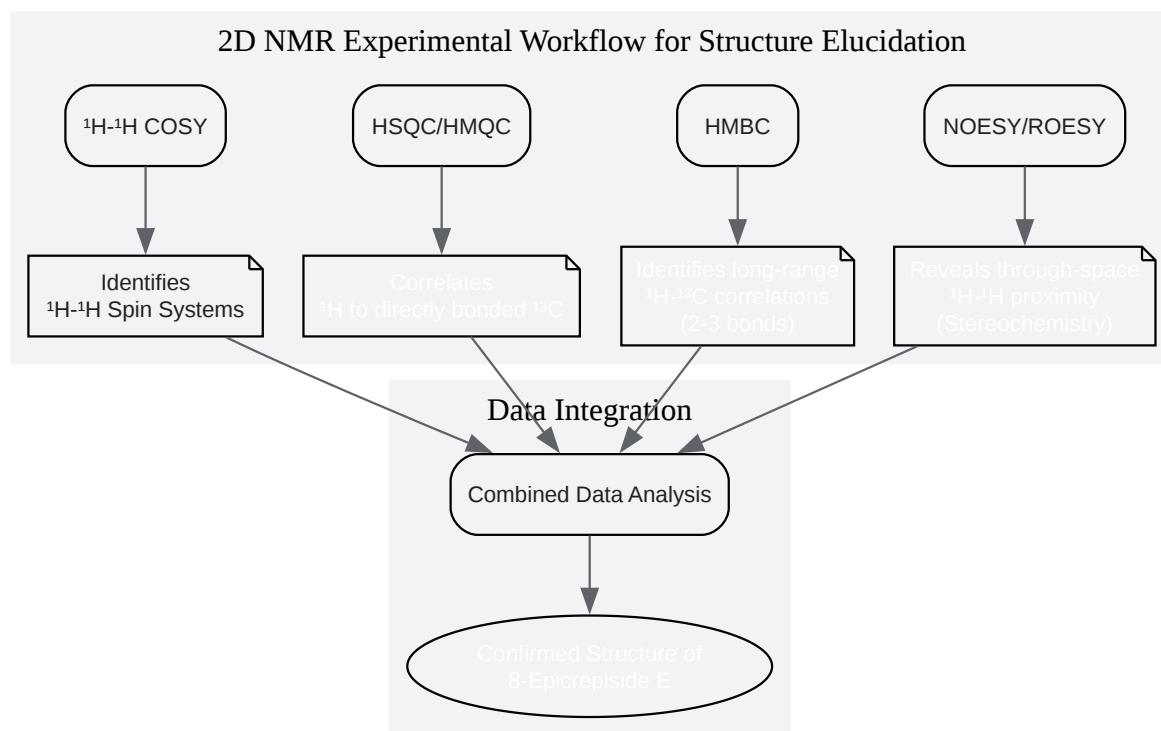 2D NMR Experimental Workflow for Structure Elucidation
¹H-¹H COSY
HSQC/HMQC
HMBC
NOESY/ROESY
Identifies
¹H-¹H Spin Systems
Correlates
¹H to directly bonded ¹³C
Identifies long-range
¹H-¹³C correlations
(2-3 bonds)
Reveals through-space
¹H-¹H proximity
(Stereochemistry)
Data Integration
Combined Data Analysis
Confirmed Structure of
8-Epicrepiside E